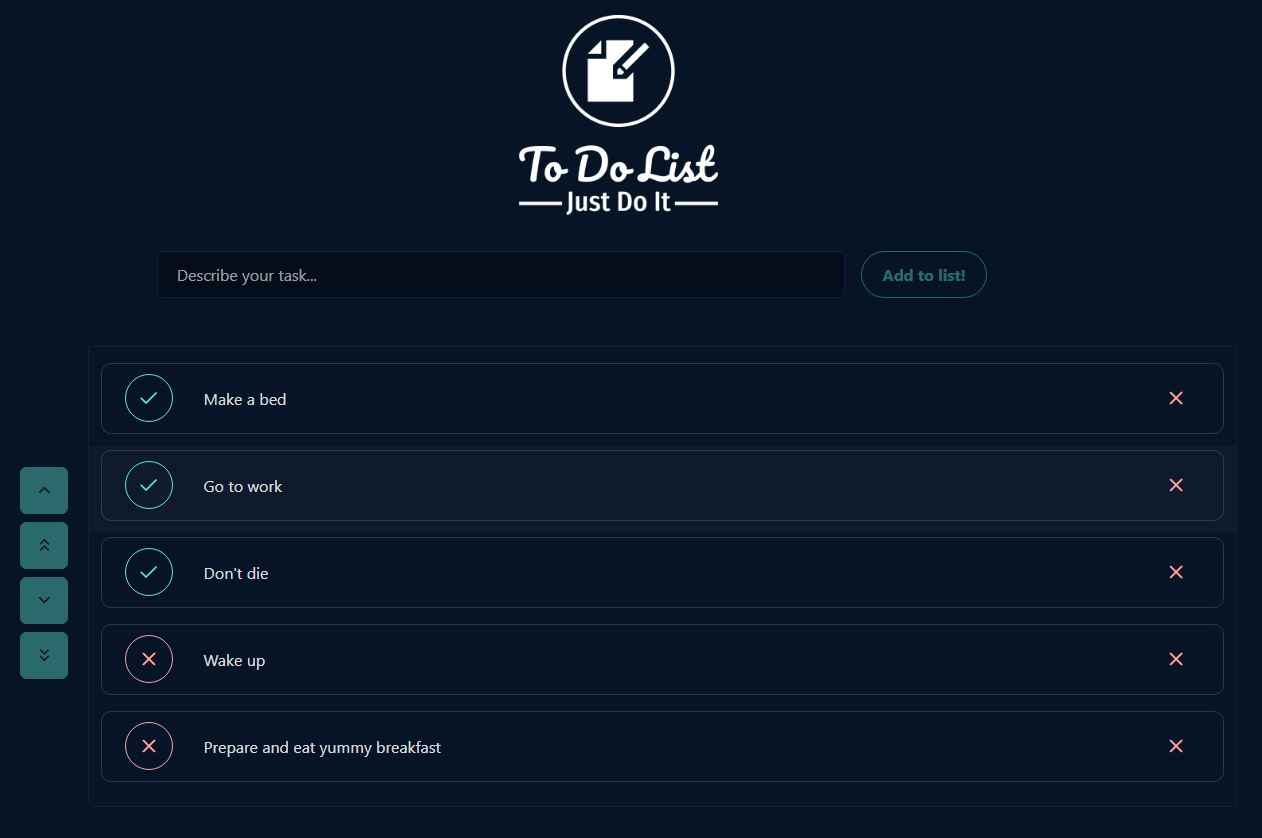 To Do List
Just Do It
Describe your task...
Add to list!
Make a bed
Go to work
Don't die
Wake up
Prepare and eat yummy breakfast